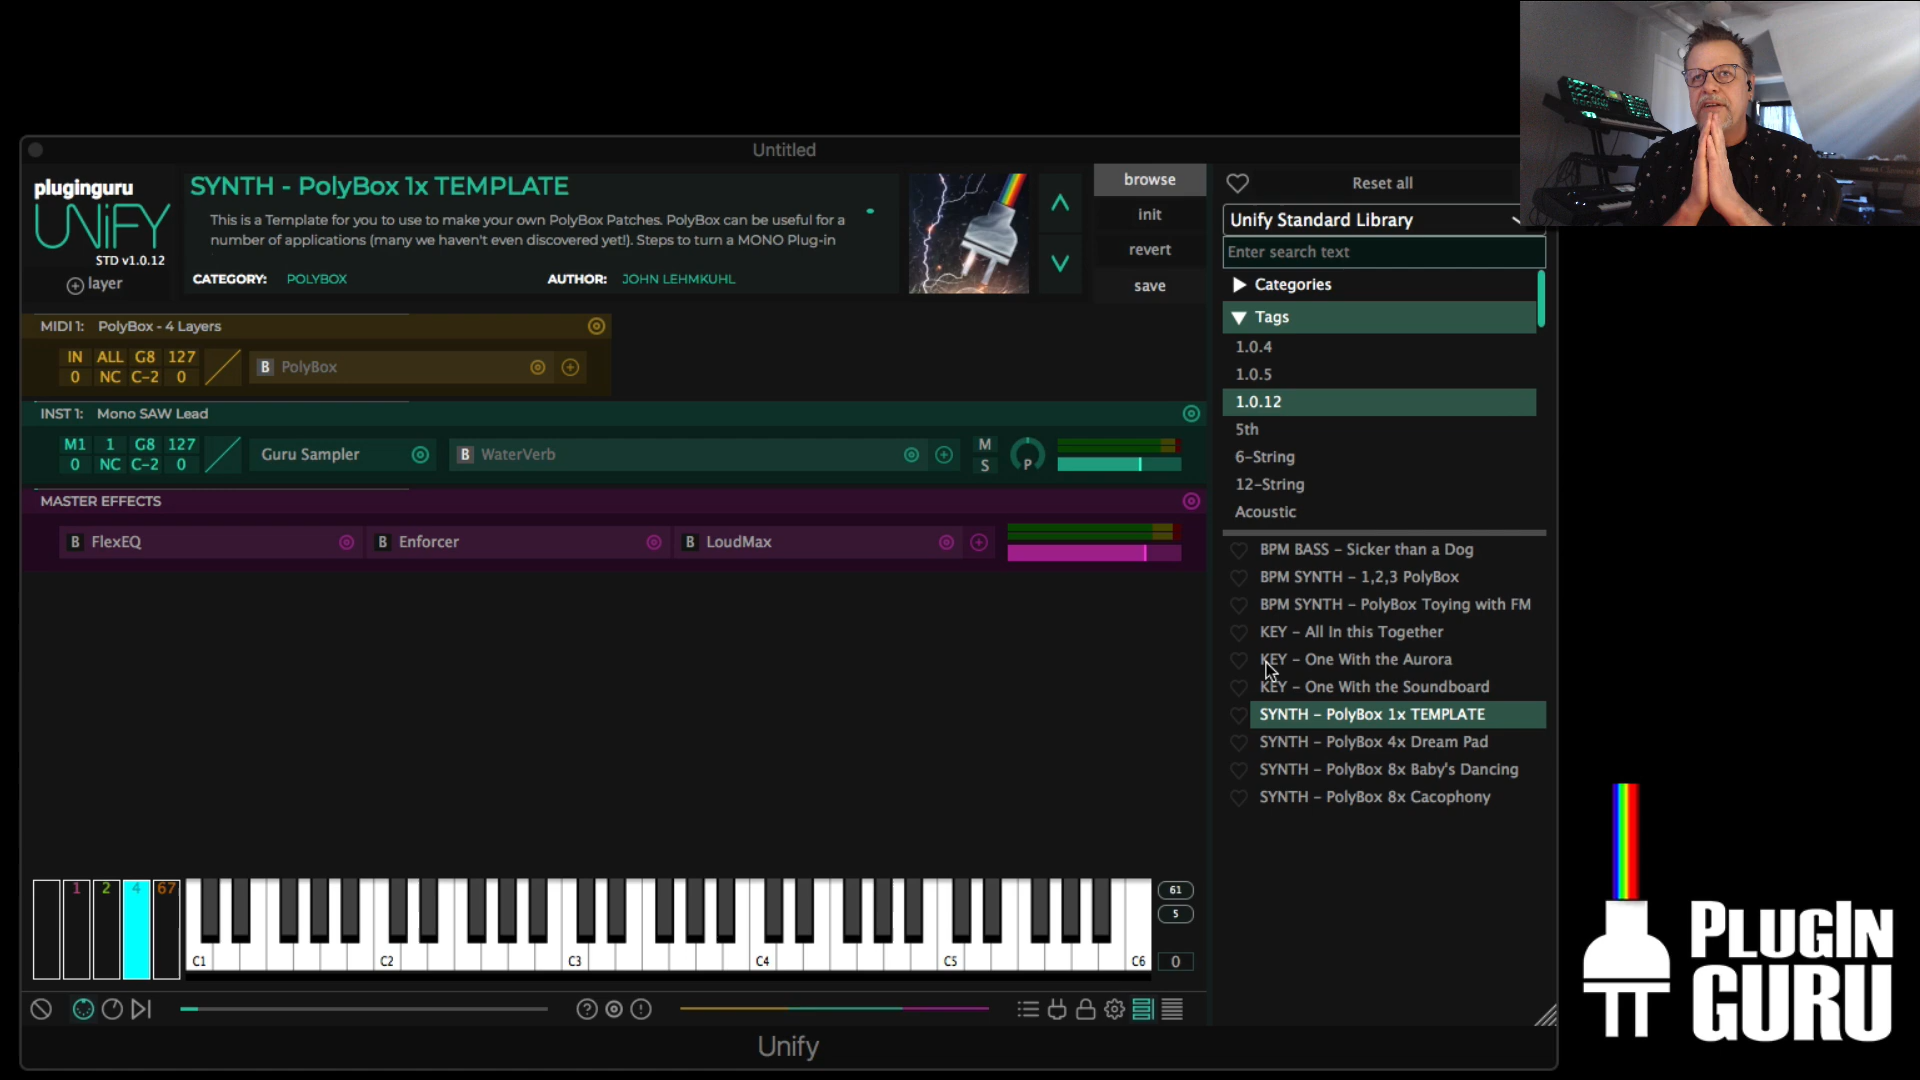 Untitled
pluginguru
UNIFY
STD v1.0.12
layer
SYNTH - PolyBox 1x TEMPLATE
This is a Template for you to use to make your own PolyBox Patches. PolyBox can be useful for a
number of applications (many we haven't even discovered yet!). Steps to turn a MONO Plug-in
CATEGORY: POLYBOX AUTHOR: JOHN LEHMKUHL
browse
init
revert
save
MIDI 1: PolyBox - 4 Layers
IN ALL G8 127
0 NC C-2 0
B PolyBox
INST 1: Mono SAW Lead
M1 1 G8 127
0 NC C-2 0
Guru Sampler
B WaterVerb
M
S
P
MASTER EFFECTS
B FlexEQ B Enforcer B LoudMax
Reset all
Unify Standard Library
Enter search text
Categories
Tags
1.0.4
1.0.5
1.0.12
5th
6-String
12-String
Acoustic
BPM BASS - Sicker than a Dog
BPM SYNTH - 1,2,3 PolyBox
BPM SYNTH - PolyBox Toying with FM
KEY - All In this Together
KEY - One With the Aurora
KEY - One With the Soundboard
SYNTH - PolyBox 1x TEMPLATE
SYNTH - PolyBox 4x Dream Pad
SYNTH - PolyBox 8x Baby's Dancing
SYNTH - PolyBox 8x Cacophony
1 2 4 67
C1 C2 C3 C4 C5 C6
61
5
0
Unify
PLUGIN
GURU